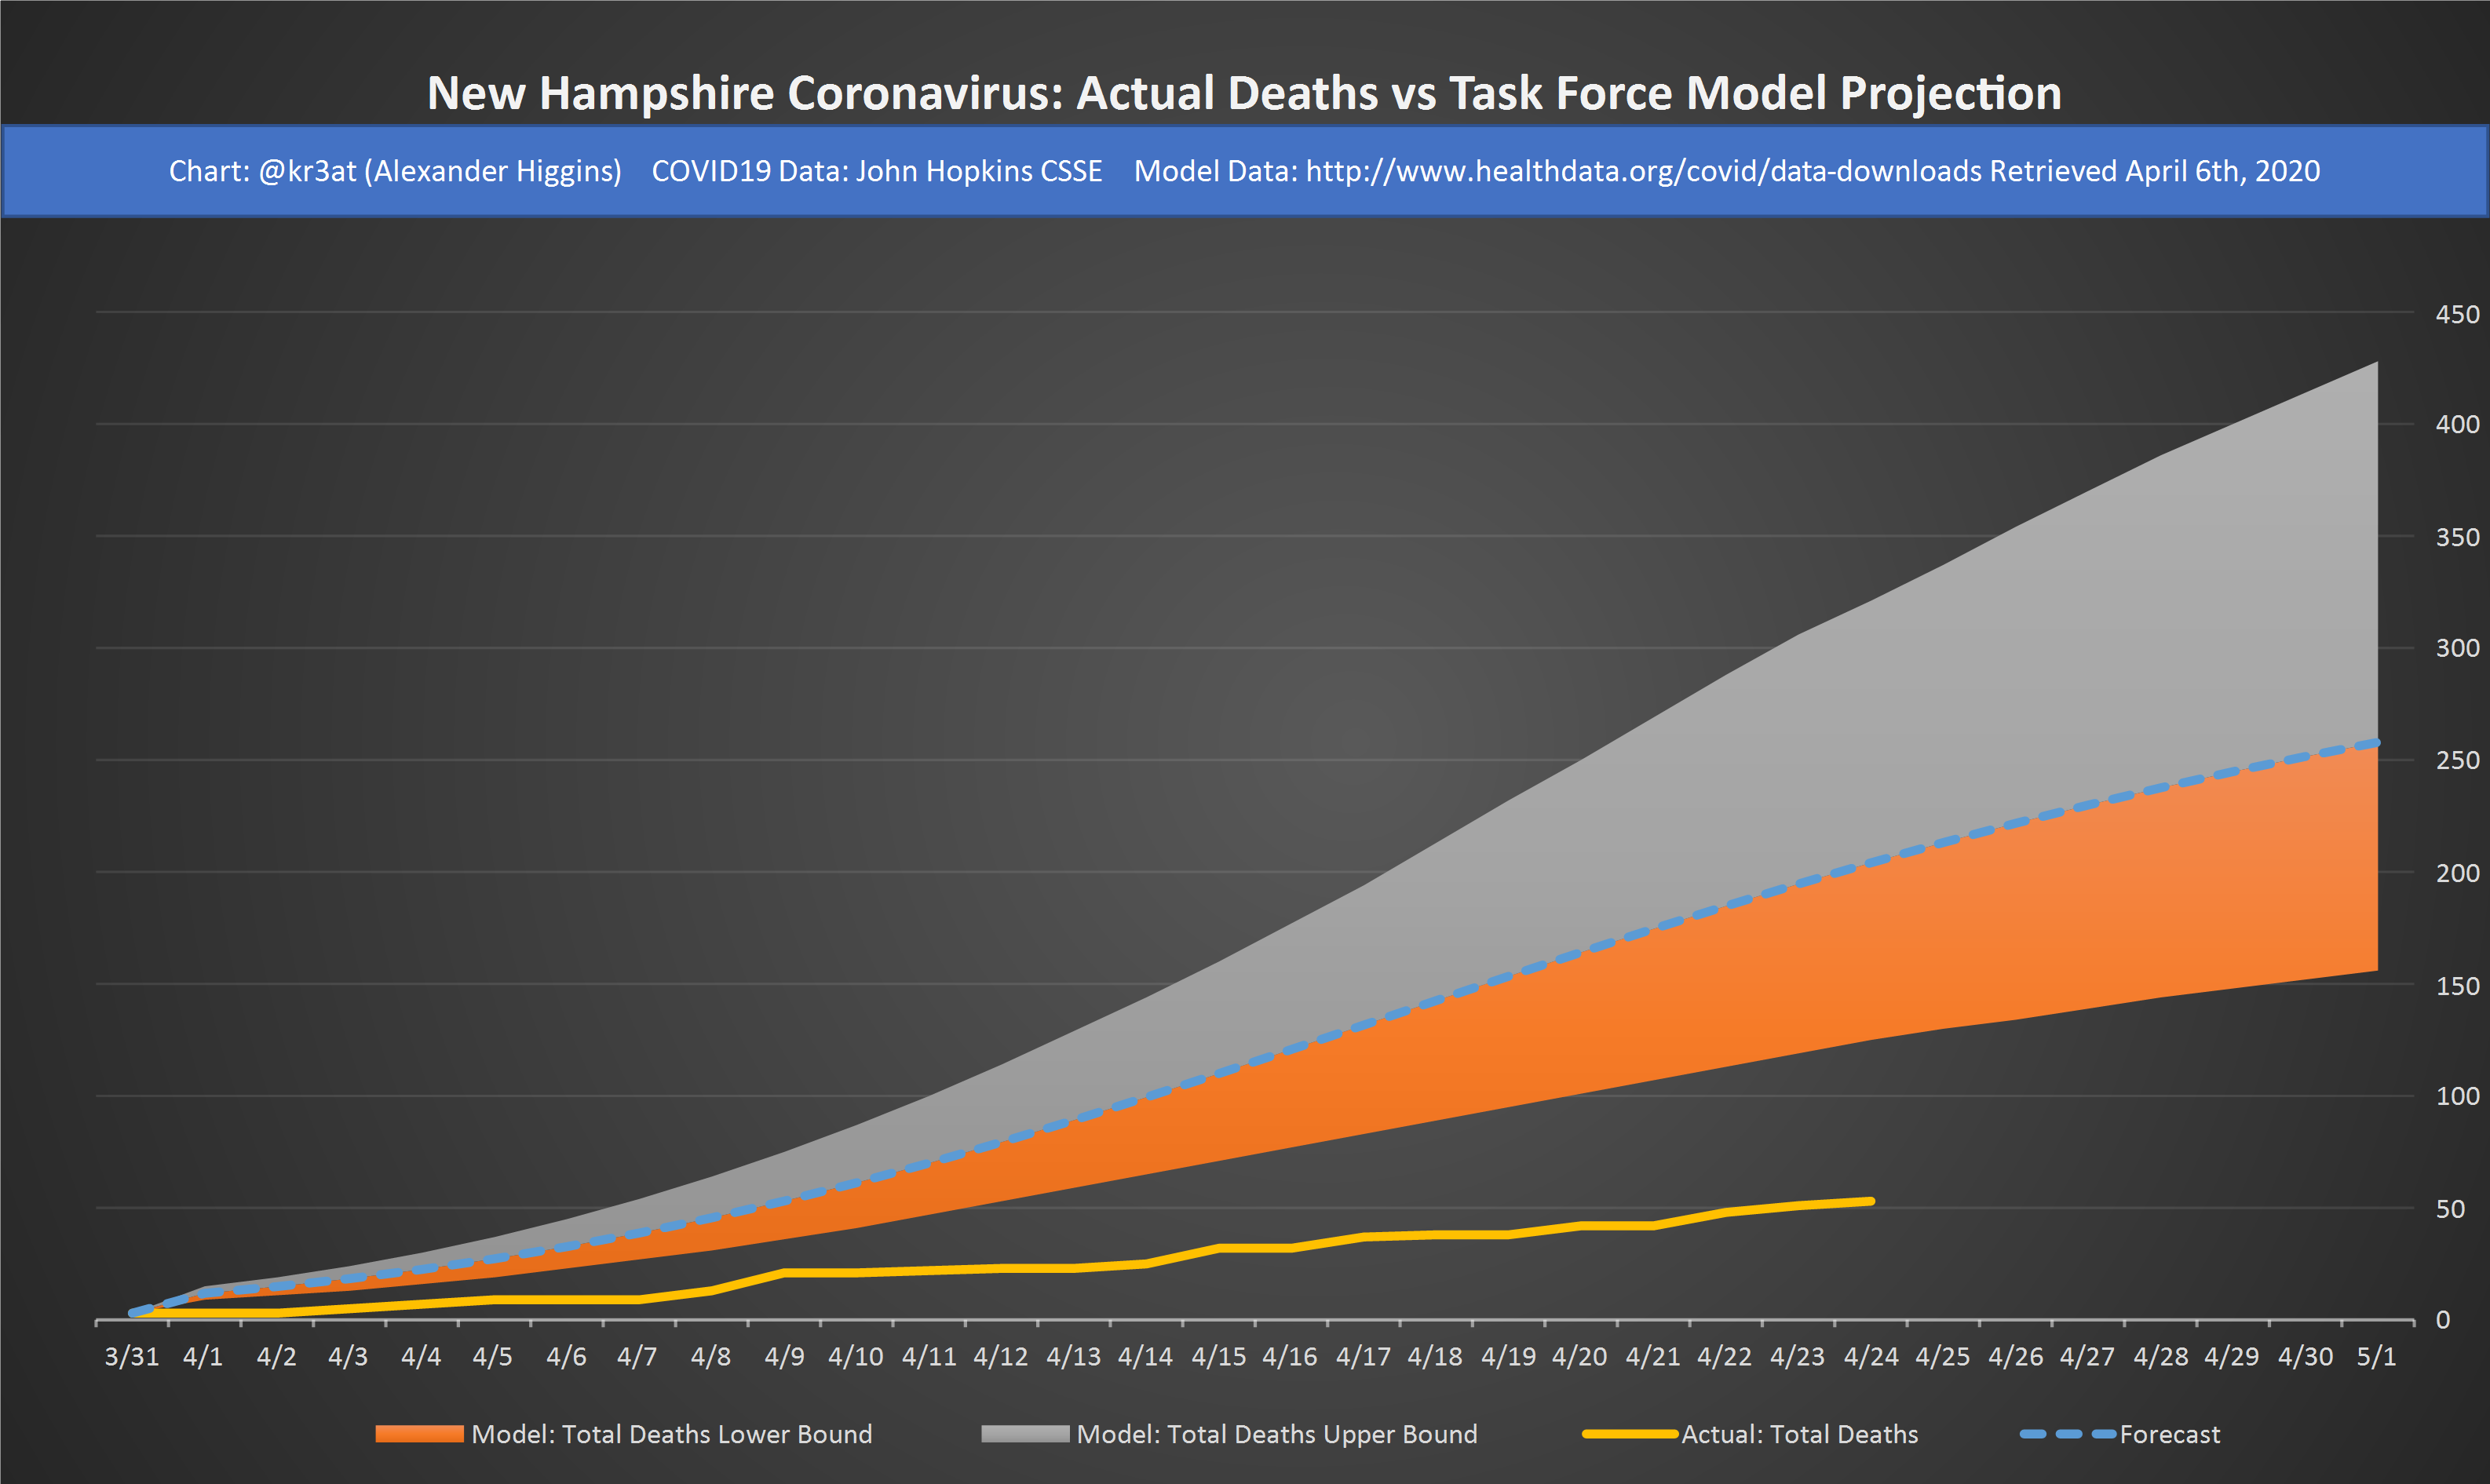 New Hampshire Coronavirus: Actual Deaths vs Task Force Model Projection
Chart: @kr3at (Alexander Higgins) COVID19 Data: John Hopkins CSSE Model Data: http://www.healthdata.org/covid/data-downloads Retrieved April 6th, 2020
450
400
350
300
250
200
150
100
50
0
3/31 4/1 4/2 4/3 4/4 4/5 4/6 4/7 4/8 4/9 4/10 4/11 4/12 4/13 4/14 4/15 4/16 4/17 4/18 4/19 4/20 4/21 4/22 4/23 4/24 4/25 4/26 4/27 4/28 4/29 4/30 5/1
Model: Total Deaths Lower Bound Model: Total Deaths Upper Bound Actual: Total Deaths Forecast